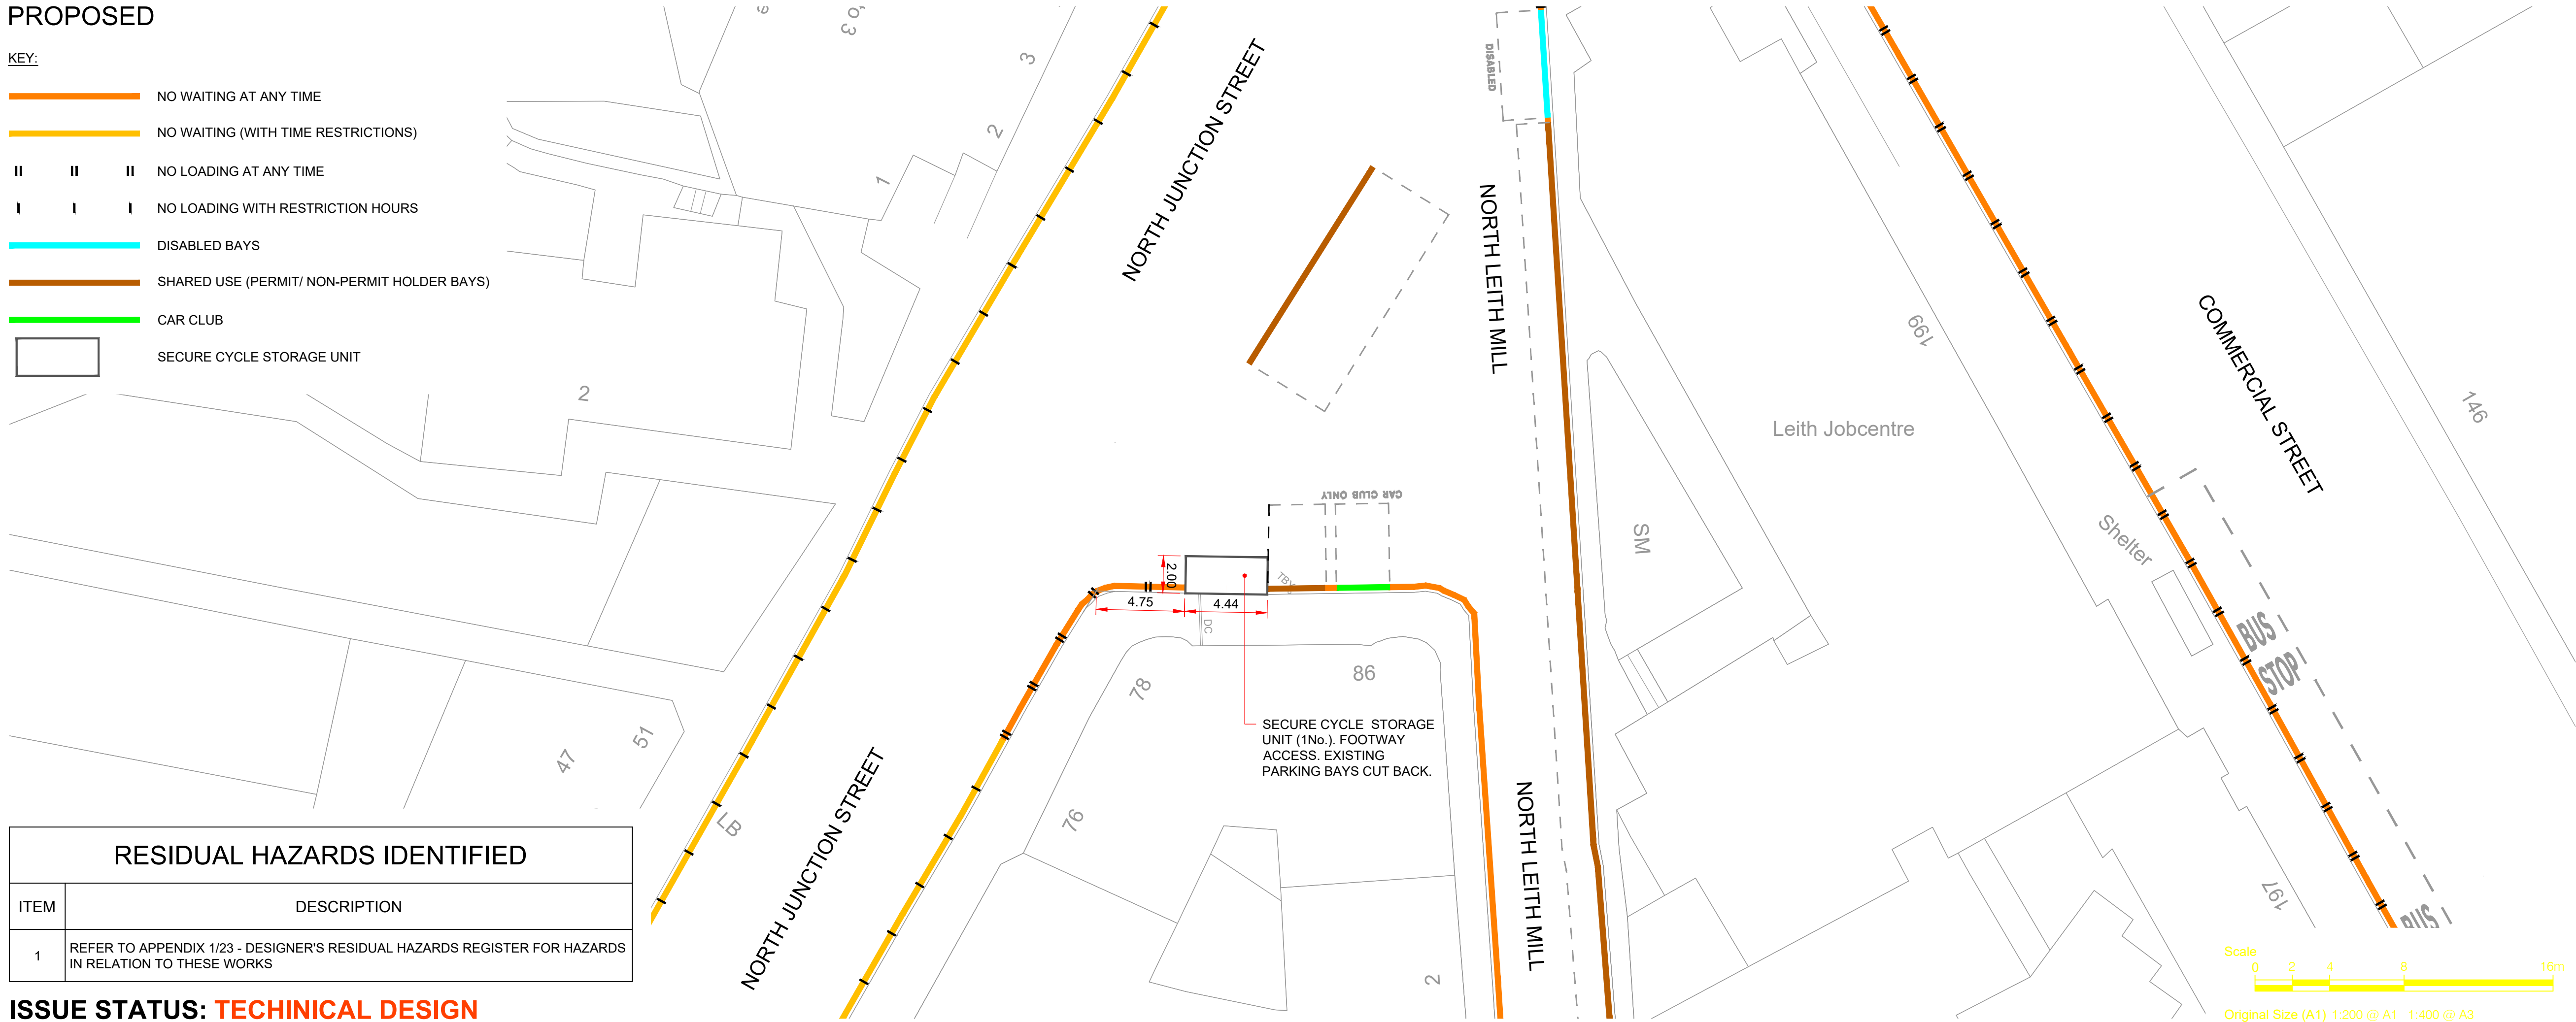 PROPOSED
KEY:
NO WAITING AT ANY TIME
NO WAITING (WITH TIME RESTRICTIONS)
NO LOADING AT ANY TIME
NO LOADING WITH RESTRICTION HOURS
DISABLED BAYS
SHARED USE (PERMIT/ NON-PERMIT HOLDER BAYS)
CAR CLUB
SECURE CYCLE STORAGE UNIT
3
2
1
2
NORTH JUNCTION STREET
DISABLED
NORTH LEITH MILL
199
COMMERCIAL STREET
146
Leith Jobcentre
CAR CLUB ONLY
SM
Shelter
BUS
STOP
2.00
4.75
4.44
DC
78
86
SECURE CYCLE STORAGE
UNIT (1No.). FOOTWAY
ACCESS. EXISTING
PARKING BAYS CUT BACK.
51
47
LB
76
NORTH JUNCTION STREET
NORTH LEITH MILL
2
197
BUS
RESIDUAL HAZARDS IDENTIFIED
ITEM DESCRIPTION
1 REFER TO APPENDIX 1/23 - DESIGNER'S RESIDUAL HAZARDS REGISTER FOR HAZARDS
IN RELATION TO THESE WORKS
ISSUE STATUS: TECHINICAL DESIGN
Scale
0 2 4 8 16m
Original Size (A1) 1:200 @ A1 1:400 @ A3